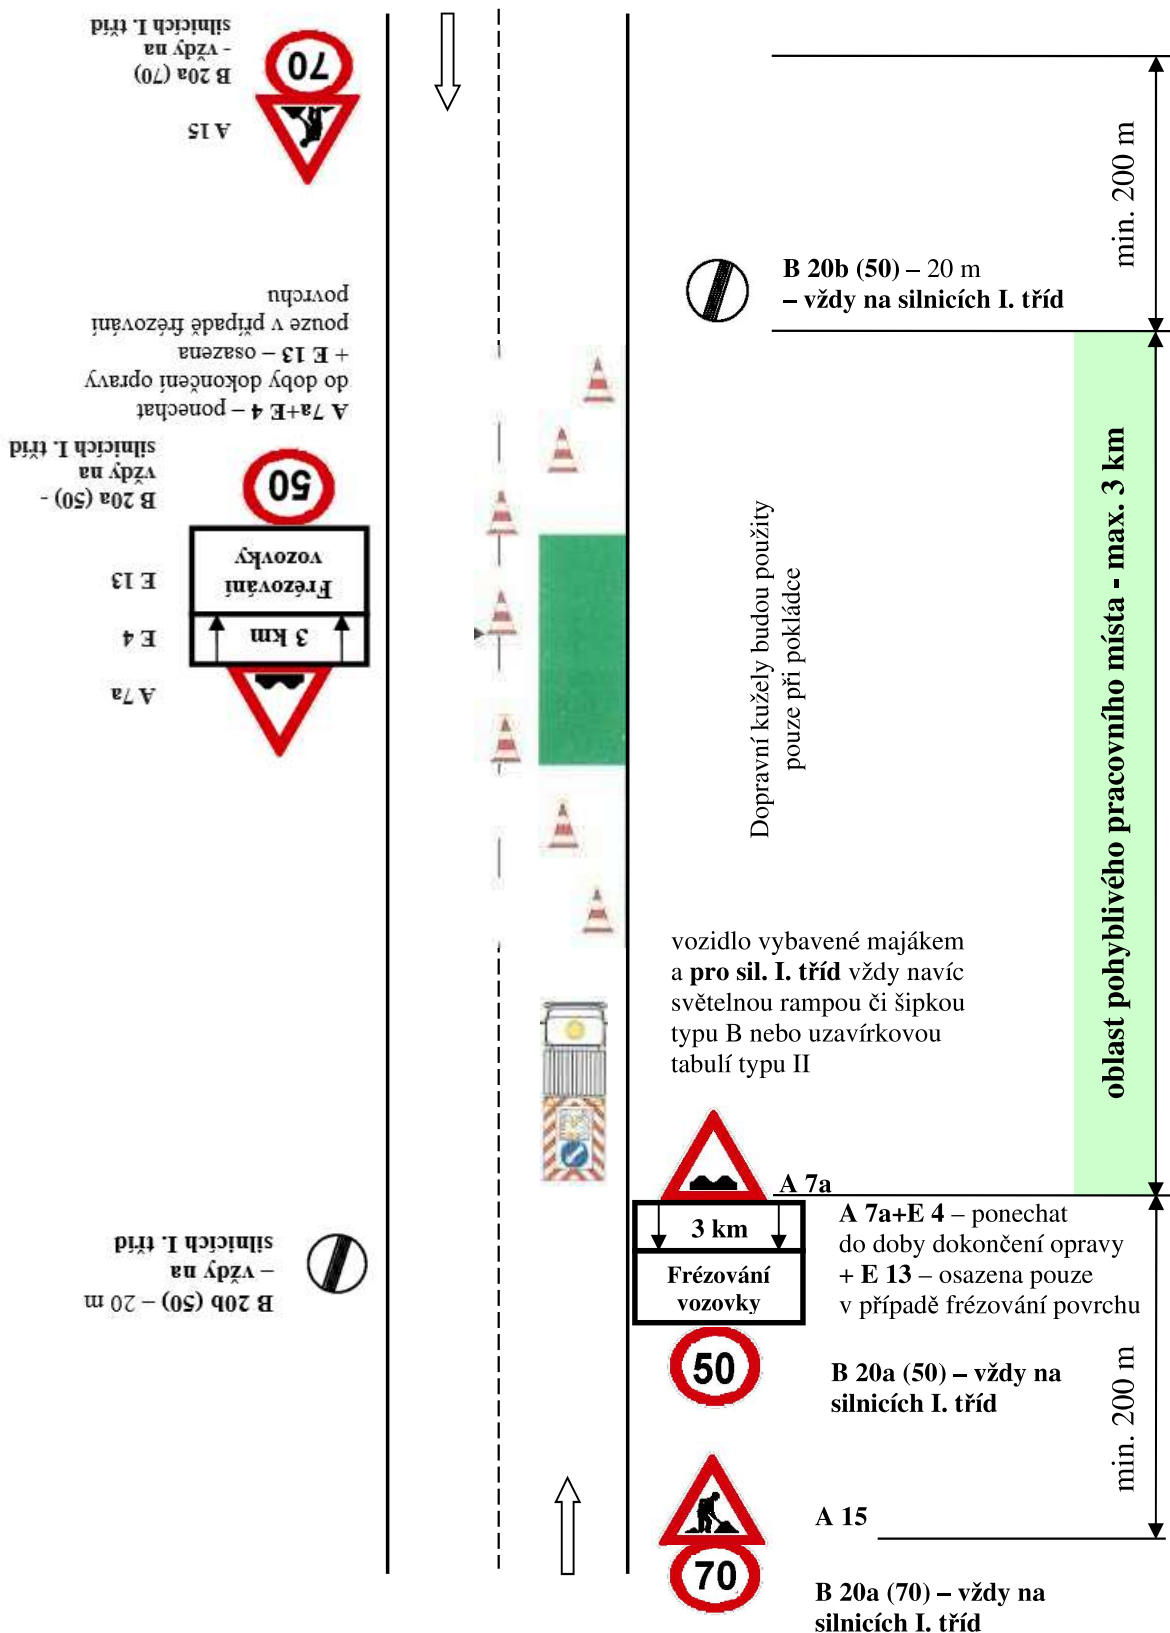 B 20a (70)
- vždy na
silnicích I. tříd
70
A 15
min. 200 m
B 20b (50) – 20 m
– vždy na silnicích I. tříd
A 7a+E 4 – ponechat
do doby dokončení opravy
+ E 13 – osasena
pouze v případě frézování
povrchu
B 20a (50) -
vždy na
silnicích I. tříd
50
Frézování
vozovky
E 13
3 km
E 4
A 7a
Dopravní kužely budou použity
pouze při pokládce
oblast pohyblivého pracovního místa - max. 3 km
vozidlo vybavené majákem
a pro sil. I. tříd vždy navíc
světelnou rampou či šipkou
typu B nebo uzavírkovou
tabulí typu II
A 7a
3 km
Frézování
vozovky
A 7a+E 4 – ponechat
do doby dokončení opravy
+ E 13 – osazena pouze
v případě frézování povrchu
B 20b (50) – 20 m
– vždy na
silnicích I. tříd
50
B 20a (50) – vždy na
silnicích I. tříd
min. 200 m
A 15
70
B 20a (70) – vždy na
silnicích I. tříd